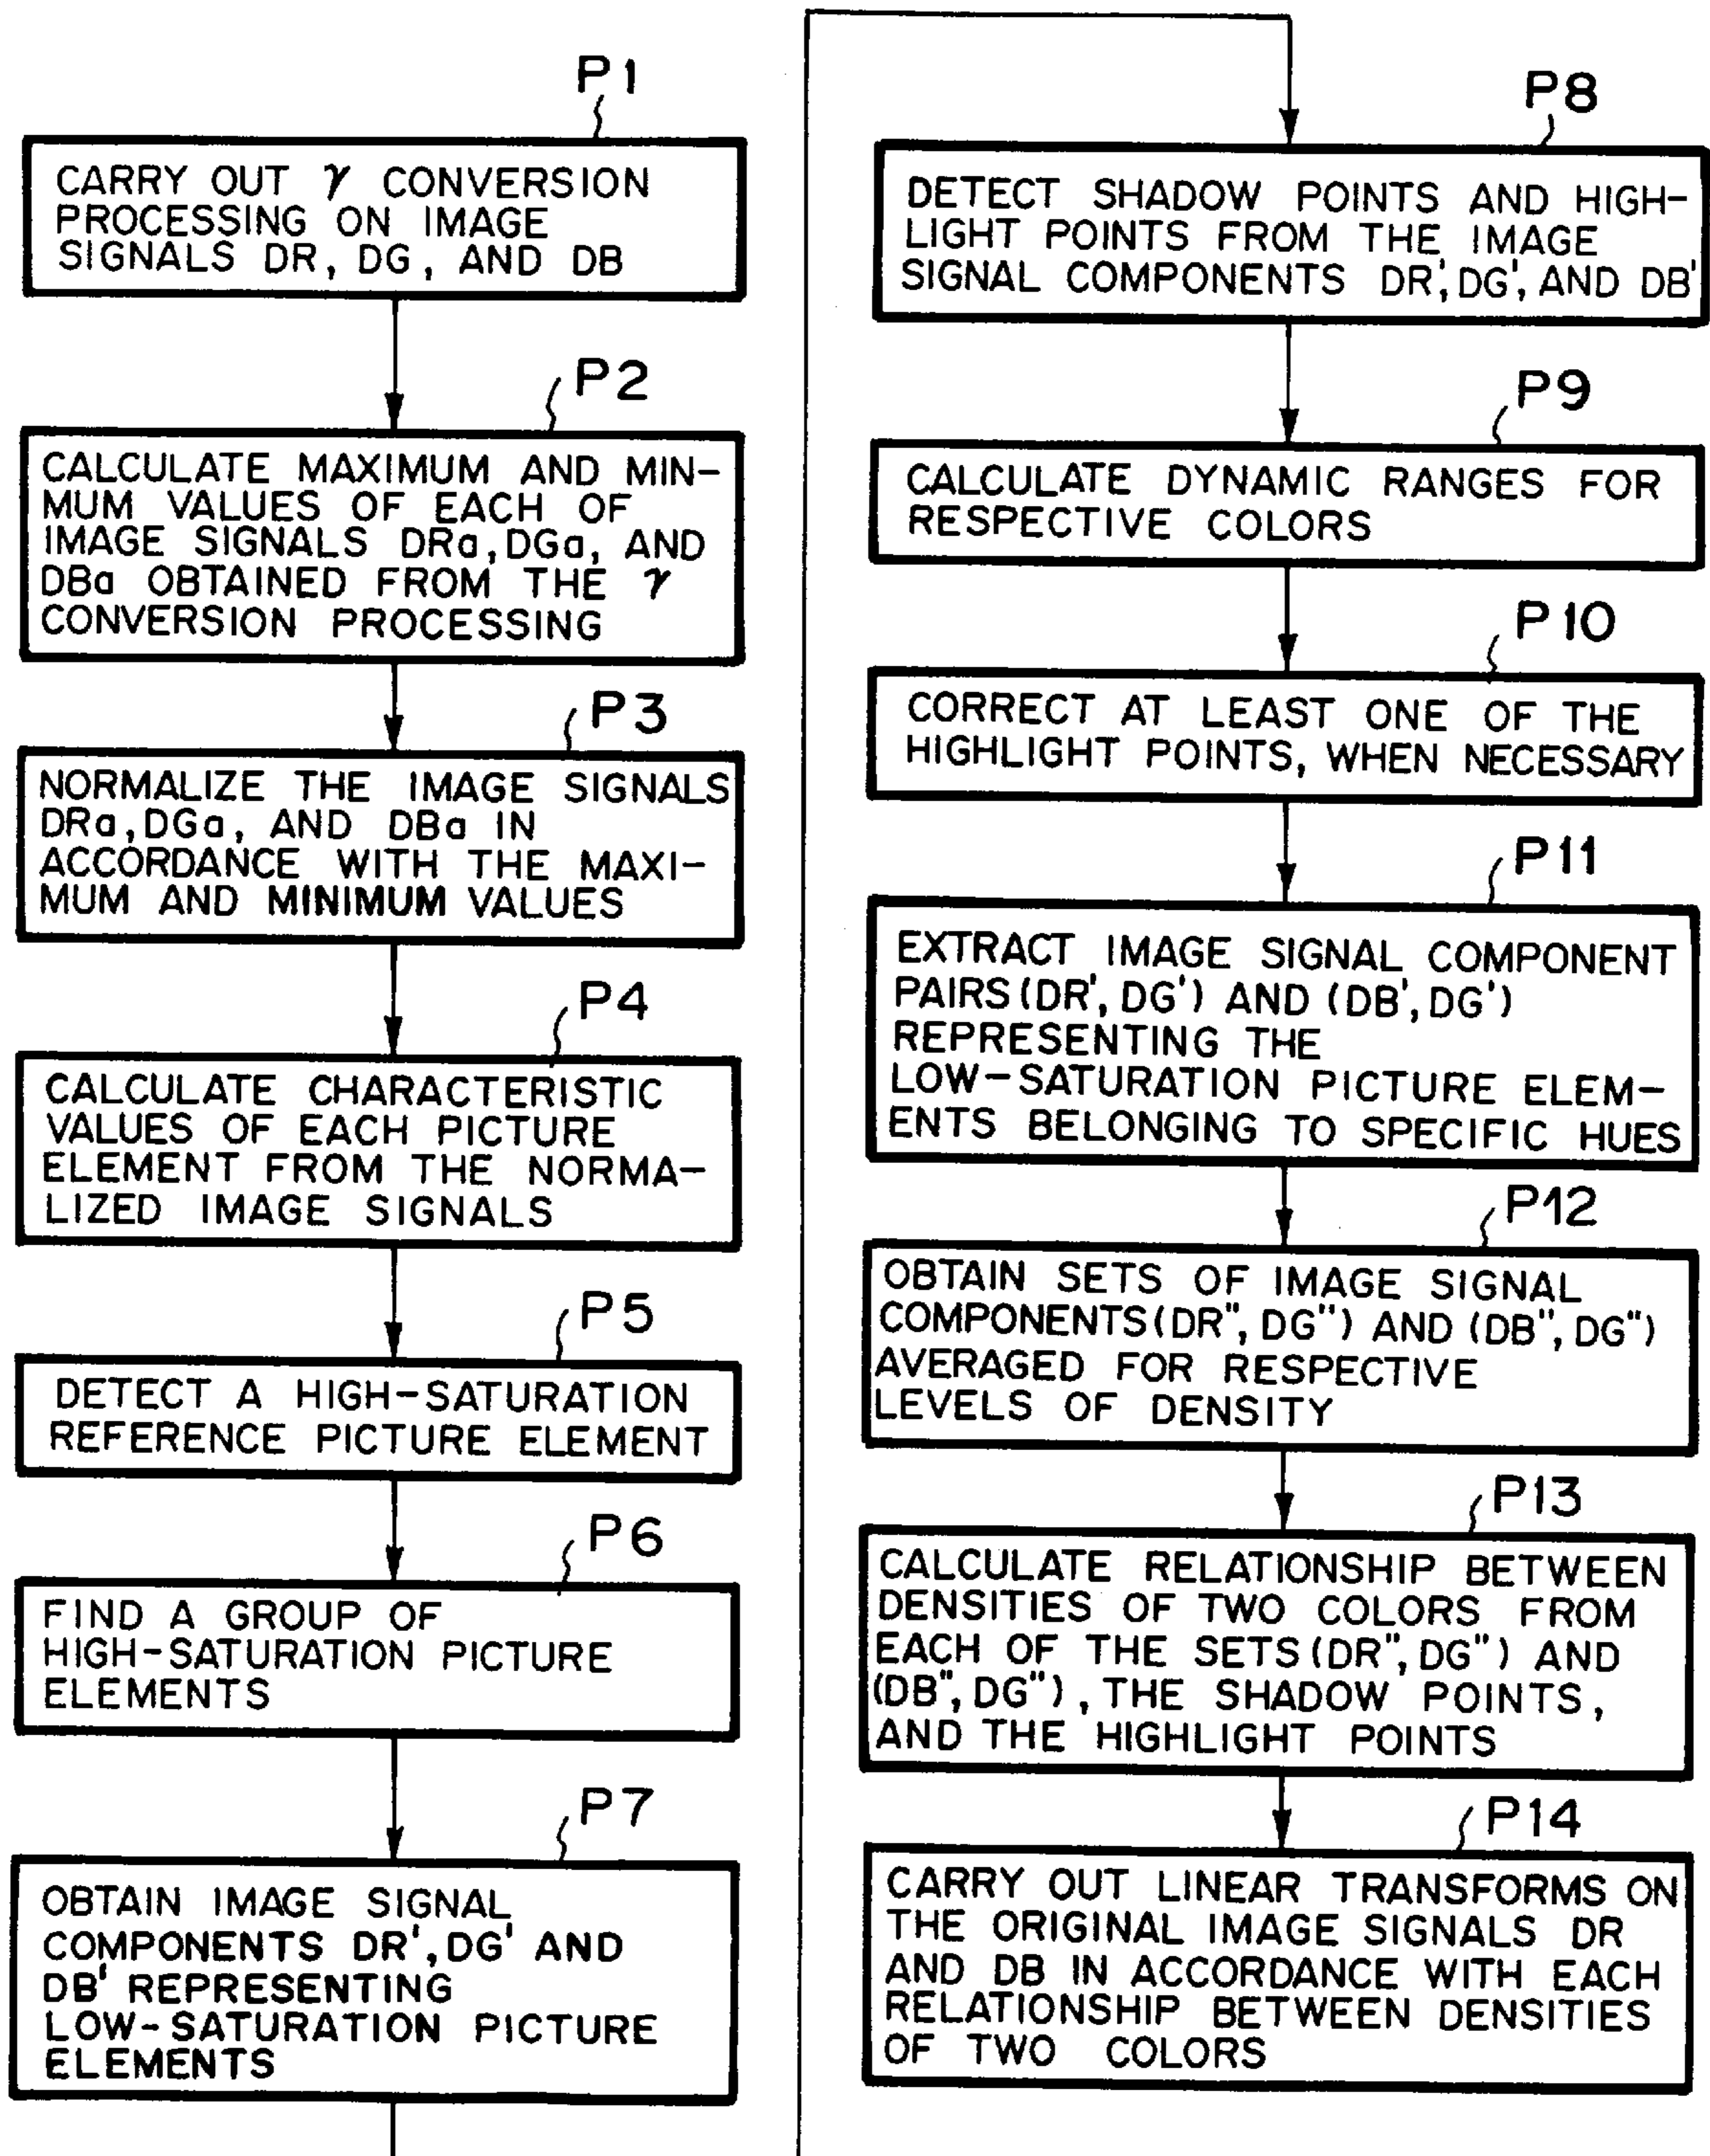 P1
CARRY OUT γ CONVERSION
PROCESSING ON IMAGE
SIGNALS DR, DG, AND DB
P2
CALCULATE MAXIMUM AND MIN-
MUM VALUES OF EACH OF
IMAGE SIGNALS DRa, DGa, AND
DBa OBTAINED FROM THE γ
CONVERSION PROCESSING
P3
NORMALIZE THE IMAGE SIGNALS
DRa, DGa, AND DBa IN
ACCORDANCE WITH THE MAXI-
MUM AND MINIMUM VALUES
P4
CALCULATE CHARACTERISTIC
VALUES OF EACH PICTURE
ELEMENT FROM THE NORMA-
LIZED IMAGE SIGNALS
P5
DETECT A HIGH-SATURATION
REFERENCE PICTURE ELEMENT
P6
FIND A GROUP OF
HIGH-SATURATION PICTURE
ELEMENTS
P7
OBTAIN IMAGE SIGNAL
COMPONENTS DR', DG' AND
DB' REPRESENTING
LOW-SATURATION PICTURE
ELEMENTS
P8
DETECT SHADOW POINTS AND HIGH-
LIGHT POINTS FROM THE IMAGE
SIGNAL COMPONENTS DR', DG', AND DB'
P9
CALCULATE DYNAMIC RANGES FOR
RESPECTIVE COLORS
P10
CORRECT AT LEAST ONE OF THE
HIGHLIGHT POINTS, WHEN NECESSARY
P11
EXTRACT IMAGE SIGNAL COMPONENT
PAIRS (DR', DG') AND (DB', DG')
REPRESENTING THE
LOW-SATURATION PICTURE ELEM-
ENTS BELONGING TO SPECIFIC HUES
P12
OBTAIN SETS OF IMAGE SIGNAL
COMPONENTS (DR", DG") AND (DB", DG")
AVERAGED FOR RESPECTIVE
LEVELS OF DENSITY
P13
CALCULATE RELATIONSHIP BETWEEN
DENSITIES OF TWO COLORS FROM
EACH OF THE SETS (DR", DG") AND
(DB", DG"), THE SHADOW POINTS,
AND THE HIGHLIGHT POINTS
P14
CARRY OUT LINEAR TRANSFORMS ON
THE ORIGINAL IMAGE SIGNALS DR
AND DB IN ACCORDANCE WITH EACH
RELATIONSHIP BETWEEN DENSITIES
OF TWO COLORS